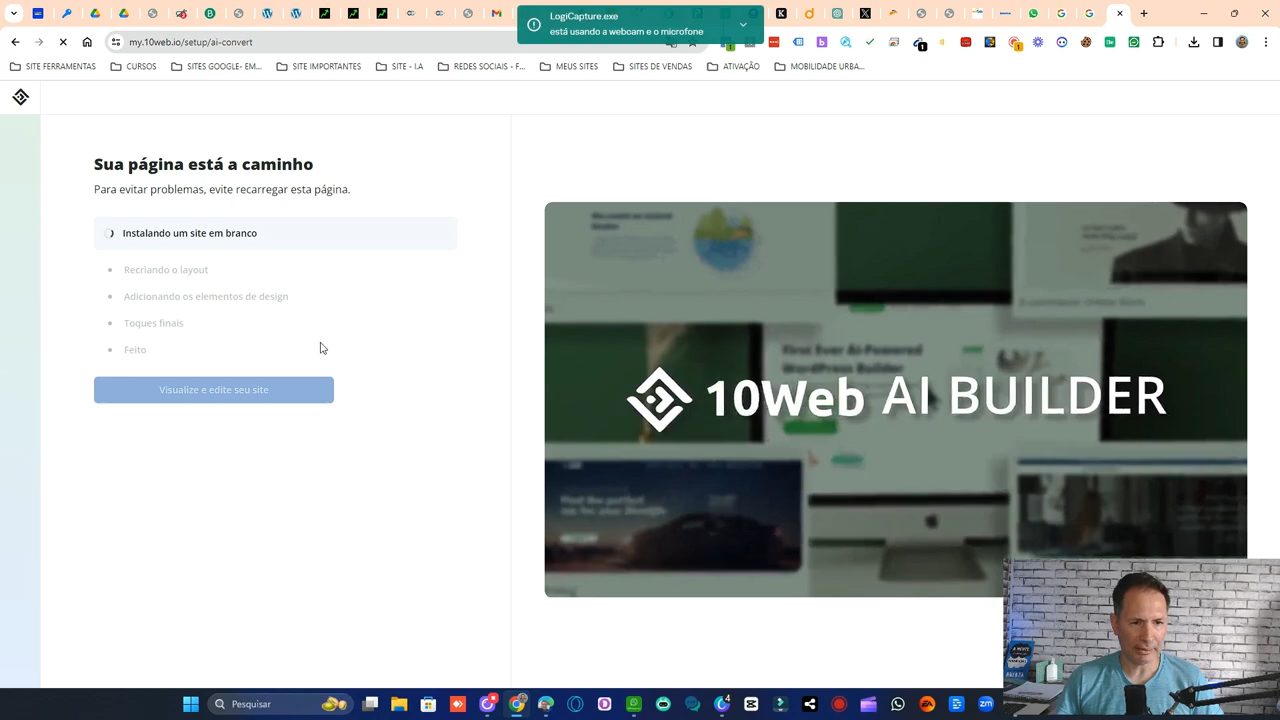 LogiCapture.exe
está usando a webcam e o microfone
my.10web.io/setup/ai-convert
SITE FERRAMENTAS
CURSOS
SITES GOOGLE - EM...
SITE IMPORTANTES
SITE - I.A
REDES SOCIAIS - F...
MEUS SITES
SITES DE VENDAS
ATIVAÇÃO
MOBILIDADE URBA...
Sua página está a caminho
Para evitar problemas, evite recarregar esta página.
Instalando um site em branco
Recriando o layout
Adicionando os elementos de design
Toques finais
Feito
Visualize e edite seu site
10Web AI BUILDER
Pesquisar